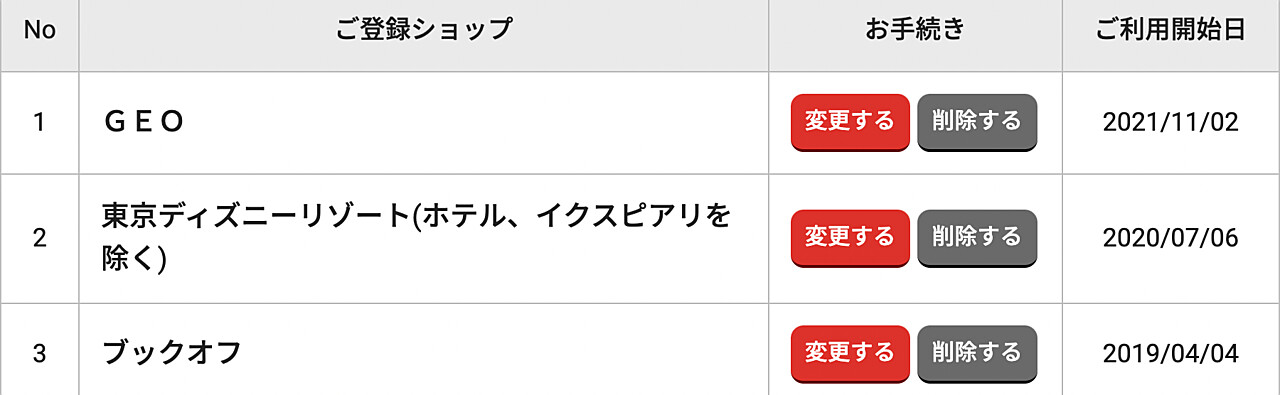 No ご登録ショップ お手続き ご利用開始日
1 ＧＥＯ 変更する 削除する 2021/11/02
2 東京ディズニーリゾート(ホテル、イクスピアリを
除く) 変更する 削除する 2020/07/06
3 ブックオフ 変更する 削除する 2019/04/04